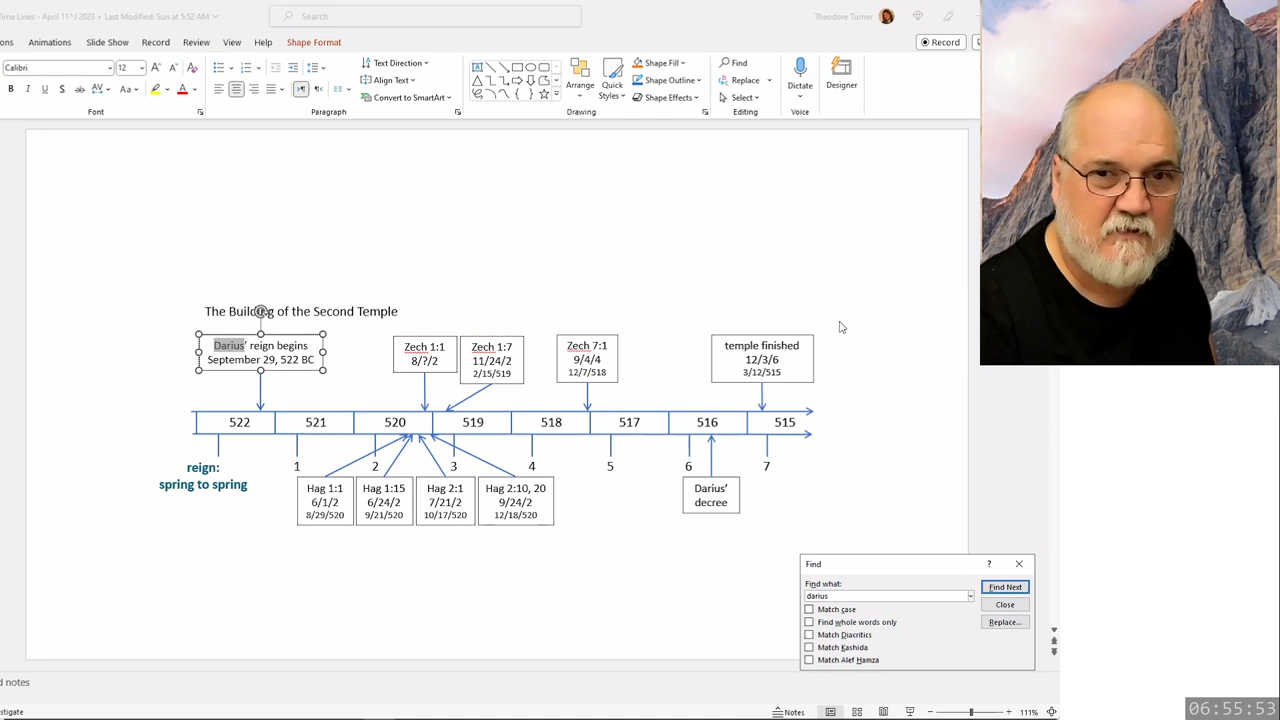 Time Lines - April 11^J 2023 • Last Modified: Sun at 5:52 AM
Search
Theodore Turner
ons Animations Slide Show Record Review View Help Shape Format
Record
Calibri 12
Text Direction
Align Text
Convert to SmartArt
Arrange
Quick
Styles
Shape Fill
Shape Outline
Shape Effects
Find
Replace
Select
Dictate
Designer
Font Paragraph Drawing Editing Voice Designer
The Building of the Second Temple
Darius' reign begins
September 29, 522 BC
Zech 1:1
8/?/2
Zech 1:7
11/24/2
2/15/519
Zech 7:1
9/4/4
12/7/518
temple finished
12/3/6
3/12/515
522 521 520 519 518 517 516 515
reign:
spring to spring
1 2 3 4 5 6 7
Hag 1:1
6/1/2
8/29/520
Hag 1:15
6/24/2
9/21/520
Hag 2:1
7/21/2
10/17/520
Hag 2:10, 20
9/24/2
12/18/520
Darius'
decree
Find
? 
Find what:
darius
Match case
Find whole words only
Match Diacritics
Match Kashida
Match Alef Hamza
Find Next
Close
Replace...
d notes
stigate
Notes
111%
06:55:53